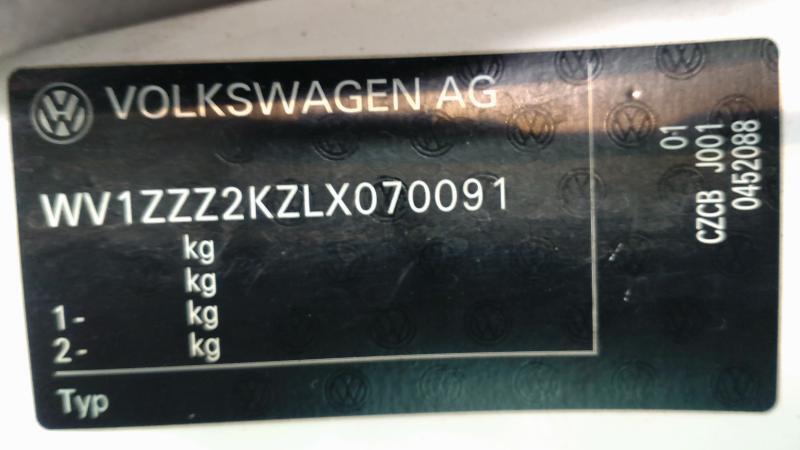 VOLKSWAGEN AG
WV1ZZZ2KZLX070091
kg
kg
1- kg
2- kg
Typ
01
CZCB J001
0452088